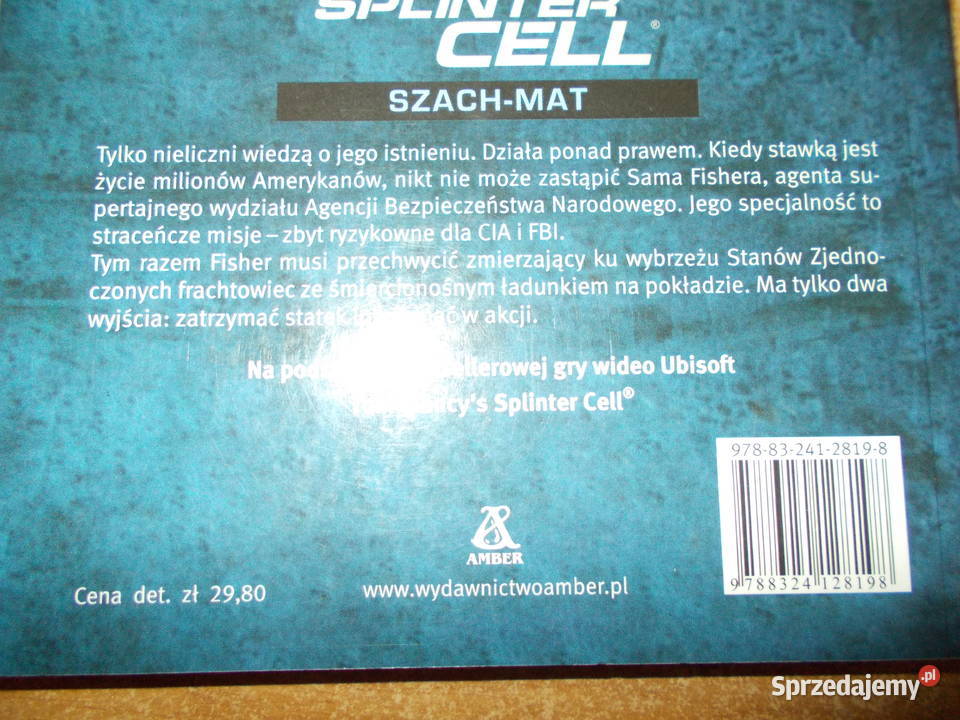 SPLINTER
CELL®
SZACH-MAT
Tylko nieliczni wiedzą o jego istnieniu. Działa ponad prawem. Kiedy stawką jest
życie milionów Amerykanów, nikt nie może zastąpić Sama Fishera, agenta su-
pertajnego wydziału Agencji Bezpieczeństwa Narodowego. Jego specjalność to
straceńcze misje – zbyt ryzykowne dla CIA i FBI.
Tym razem Fisher musi przechwycić zmierzający ku wybrzeżu Stanów Zjedno-
czonych frachtowiec ze śmiercionośnym ładunkiem na pokładzie. Ma tylko dwa
wyjścia: zatrzymać statek w akcji.
Na gry wideo Ubisoft
Splinter Cell®
978-83-241-2819-8
9 788324 128198
AMBER
Cena det. zł 29,80
www.wydawnictwoamber.pl
Sprzedajemy.pl